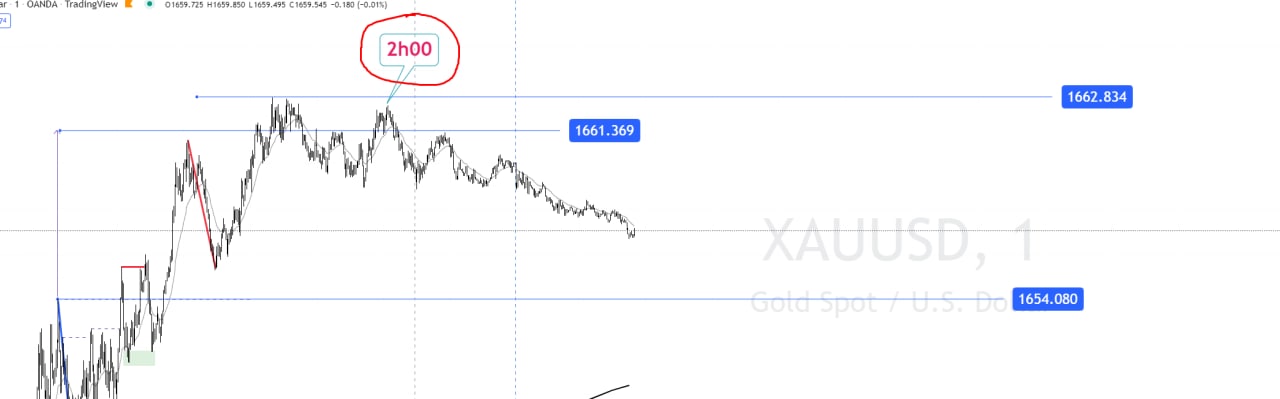 ar · 1 · OANDA · TradingView O1659.725 H1659.850 L1659.495 C1659.545 −0.180 (−0.01%)
74
2h00
1662.834
1661.369
XAUUSD, 1
1654.080
Gold Spot / U.S. Do